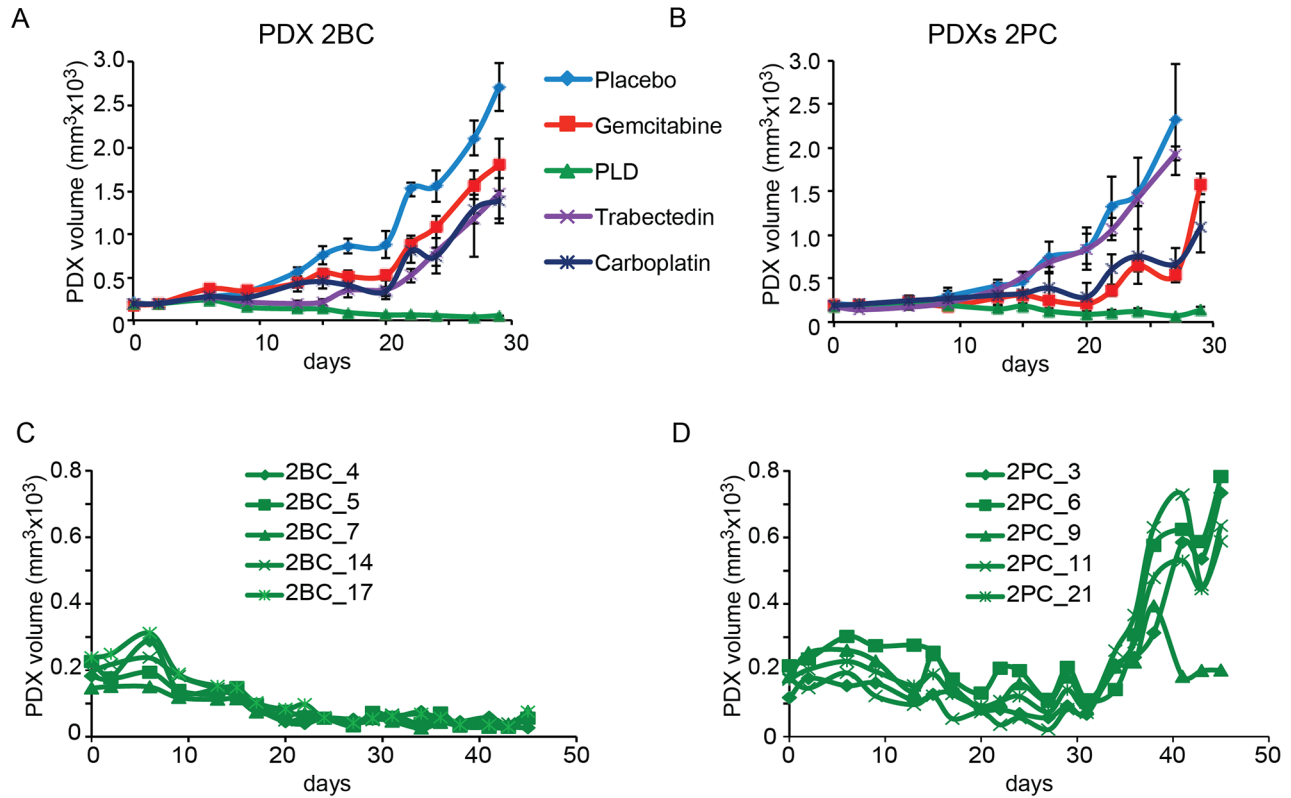 A
PDX 2BC
PDX volume (mm³x10³)
3.0
2.5
2.0
1.5
1.0
0.5
0
0 10 20 30
days
Placebo
Gemcitabine
PLD
Trabectedin
Carboplatin
B
PDXs 2PC
PDX volume (mm³x10³)
3.0
2.5
2.0
1.5
1.0
0.5
0
0 10 20 30
days
C
PDX volume (mm³x10³)
0.8
0.6
0.4
0.2
0
0 10 20 30 40 50
days
2BC_4
2BC_5
2BC_7
2BC_14
2BC_17
D
PDX volume (mm³x10³)
0.8
0.6
0.4
0.2
0
0 10 20 30 40 50
days
2PC_3
2PC_6
2PC_9
2PC_11
2PC_21